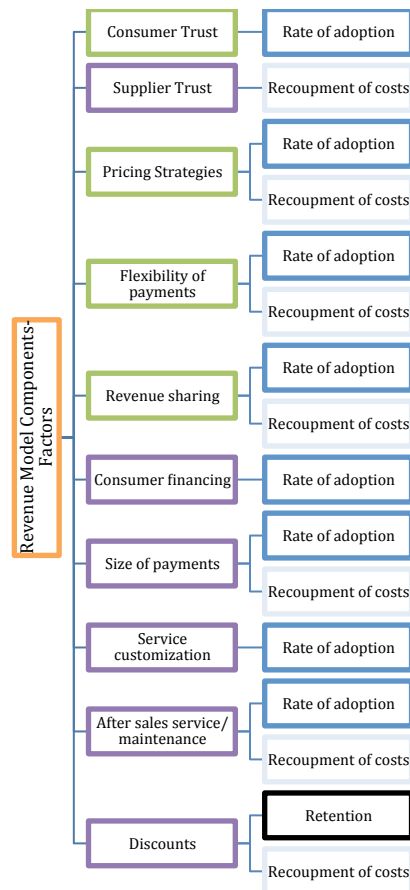 Revenue Model Components-
Factors
Consumer Trust
Rate of adoption
Supplier Trust
Recoupment of costs
Pricing Strategies
Rate of adoption
Recoupment of costs
Flexibility of
payments
Rate of adoption
Recoupment of costs
Revenue sharing
Rate of adoption
Recoupment of costs
Consumer financing
Rate of adoption
Size of payments
Rate of adoption
Recoupment of costs
Service
customization
Rate of adoption
After sales service/
maintenance
Rate of adoption
Recoupment of costs
Discounts
Retention
Recoupment of costs